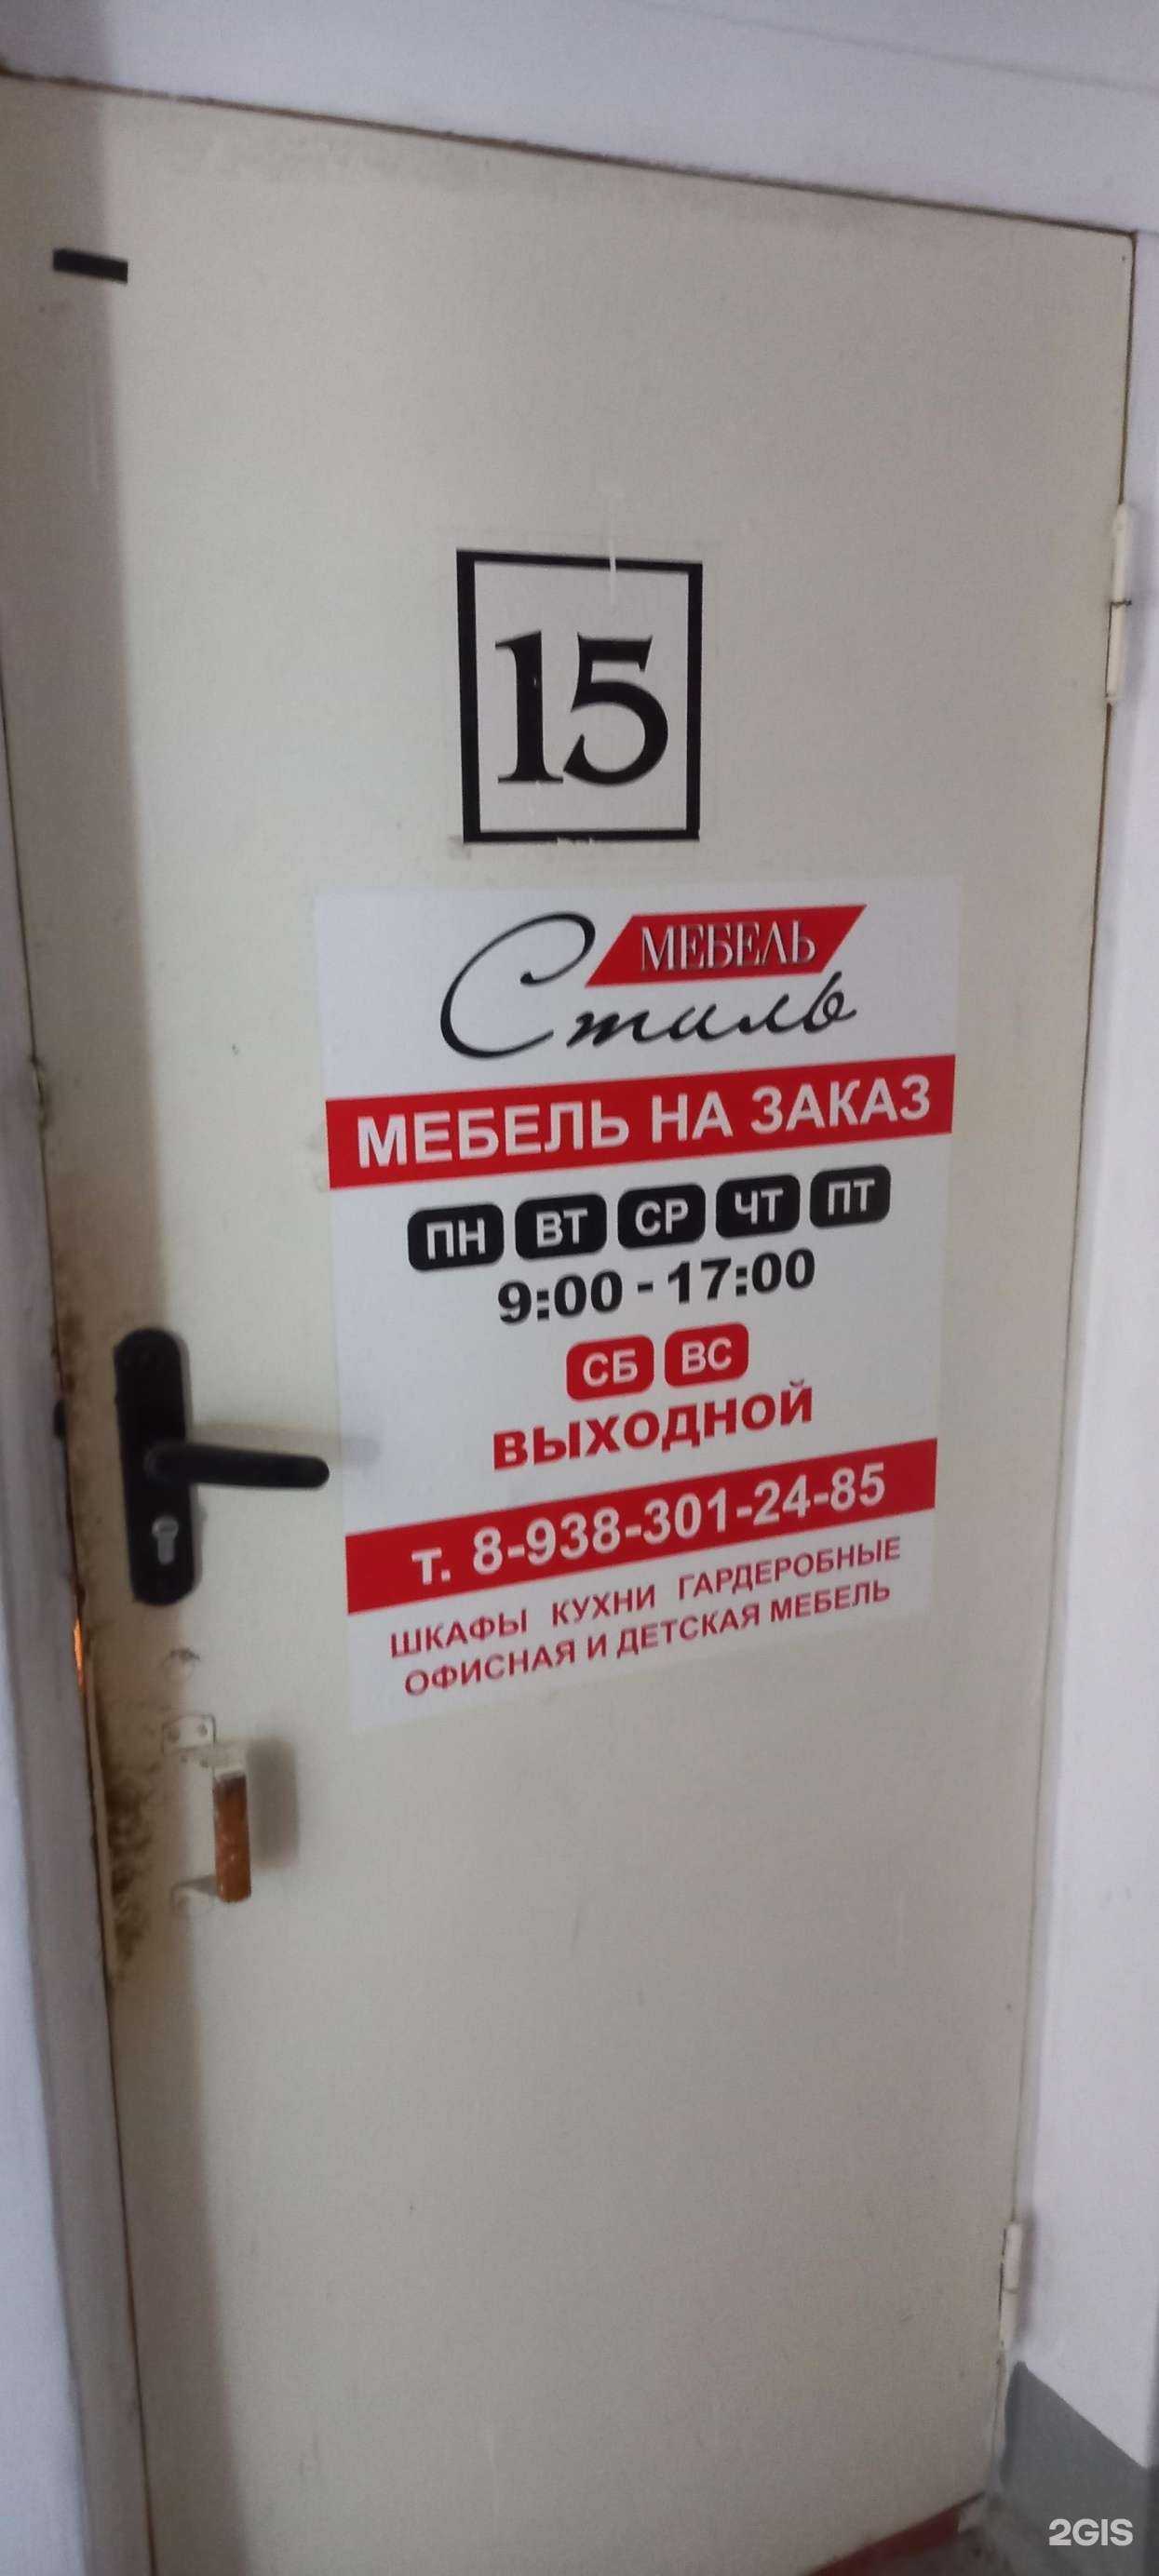 15
МЕБЕЛЬ
Стиль
МЕБЕЛЬ НА ЗАКАЗ
ПН ВТ СР ЧТ ПТ
9:00 - 17:00
СБ ВС
ВЫХОДНОЙ
т. 8-938-301-24-85
ШКАФЫ КУХНИ ГАРДЕРОБНЫЕ
ОФИСНАЯ И ДЕТСКАЯ МЕБЕЛЬ
2GIS